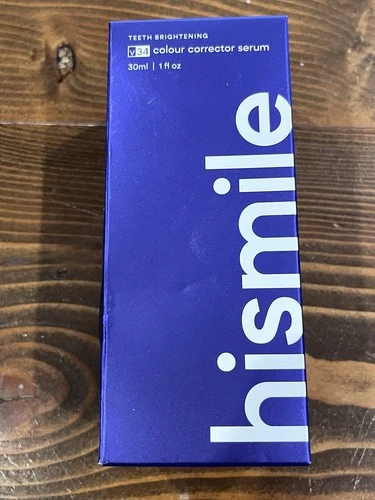 TEETH BRIGHTENING
v34 colour corrector serum
30ml | 1 fl oz
hismile